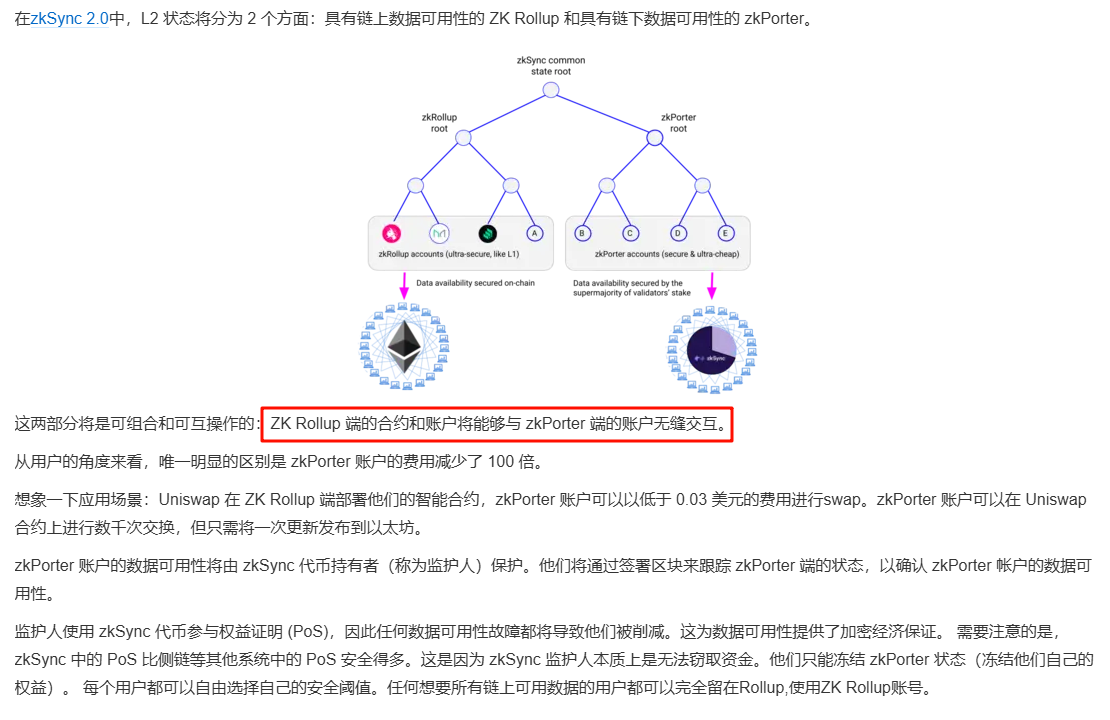 在zkSync 2.0中，L2 状态将分为 2 个方面：具有链上数据可用性的 ZK Rollup 和具有链下数据可用性的 zkPorter。
zkSync common
state root
zkRollup
root
zkPorter
root
A
B
C
D
E
zkRollup accounts (ultra-secure, like L1)
zkPorter accounts (secure & ultra-cheap)
Data availability secured on-chain
Data availability secured by the
supermajority of validators' stake
zkSync
这两部分将是可组合和可互操作的：ZK Rollup 端的合约和账户将能够与 zkPorter 端的账户无缝交互。
从用户的角度来看，唯一明显的区别是 zkPorter 账户的费用减少了 100 倍。
想象一下应用场景：Uniswap 在 ZK Rollup 端部署他们的智能合约，zkPorter 账户可以以低于 0.03 美元的费用进行swap。zkPorter 账户可以在 Uniswap
合约上进行数千次交换，但只需将一次更新发布到以太坊。
zkPorter 账户的数据可用性将由 zkSync 代币持有者（称为监护人）保护。他们将通过签署区块来跟踪 zkPorter 端的状态，以确认 zkPorter 帐户的数据可
用性。
监护人使用 zkSync 代币参与权益证明 (PoS)，因此任何数据可用性故障都将导致他们被削减。这为数据可用性提供了加密经济保证。 需要注意的是，
zkSync 中的 PoS 比侧链等其他系统中的 PoS 安全得多。这是因为 zkSync 监护人本质上是无法窃取资金。他们只能冻结 zkPorter 状态（冻结他们自己的
权益）。 每个用户都可以自由选择自己的安全阈值。任何想要所有链上可用数据的用户都可以完全留在Rollup,使用ZK Rollup账号。